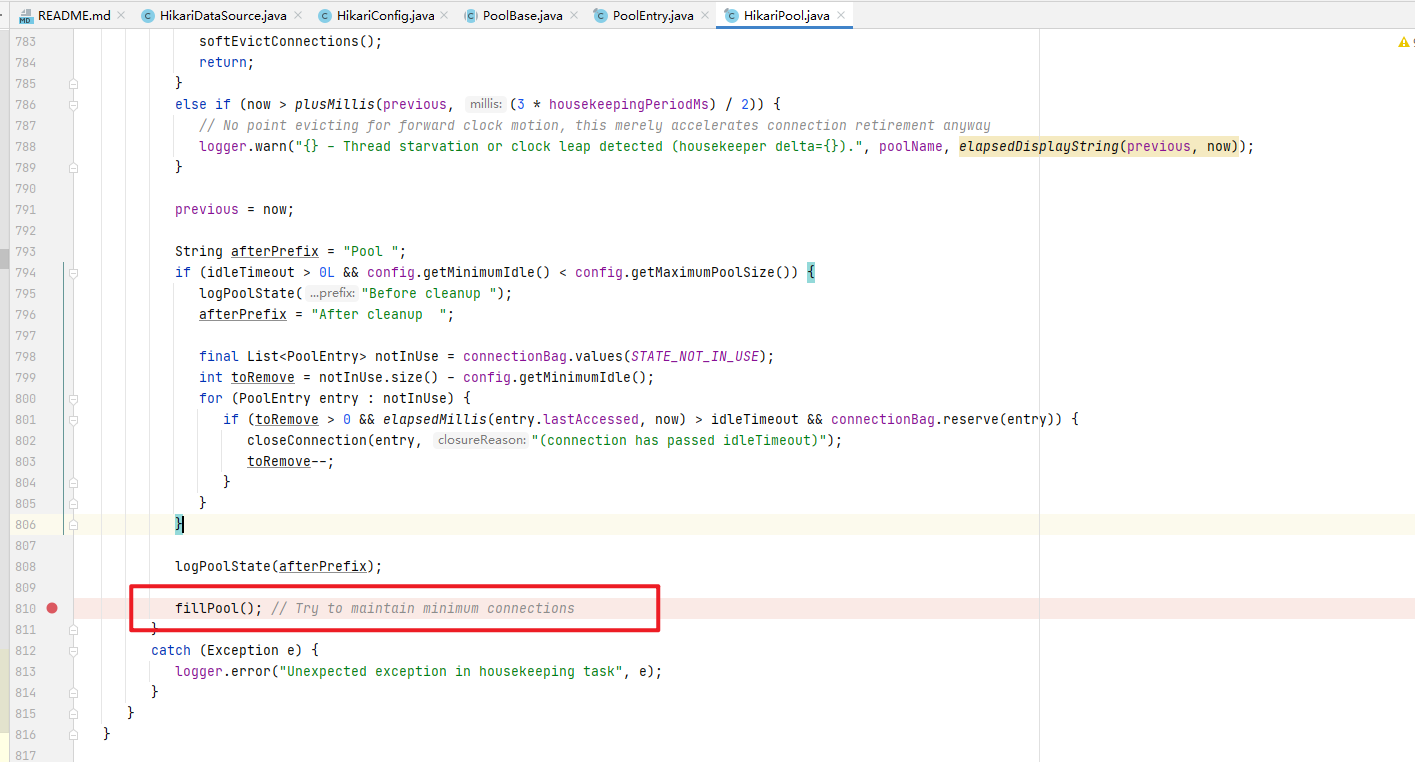 README.md HikariDataSource.java HikariConfig.java PoolBase.java PoolEntry.java HikariPool.java
783 softEvictConnections();
784 return;
785 }
786 else if (now > plusMillis(previous, millis: (3 * housekeepingPeriodMs) / 2)) {
787 // No point evicting for forward clock motion, this merely accelerates connection retirement anyway
788 logger.warn("{} - Thread starvation or clock leap detected (housekeeper delta={}).", poolName, elapsedDisplayString(previous, now));
789 }
790
791 previous = now;
792
793 String afterPrefix = "Pool ";
794 if (idleTimeout > 0L && config.getMinimumIdle() < config.getMaximumPoolSize()) {
795 logPoolState( ...prefix: "Before cleanup ");
796 afterPrefix = "After cleanup  ";
797
798 final List<PoolEntry> notInUse = connectionBag.values(STATE_NOT_IN_USE);
799 int toRemove = notInUse.size() - config.getMinimumIdle();
800 for (PoolEntry entry : notInUse) {
801 if (toRemove > 0 && elapsedMillis(entry.lastAccessed, now) > idleTimeout && connectionBag.reserve(entry)) {
802 closeConnection(entry, closureReason: "(connection has passed idleTimeout)");
803 toRemove--;
804 }
805 }
806 }
807
808 logPoolState(afterPrefix);
809
810 fillPool(); // Try to maintain minimum connections
811 }
812 catch (Exception e) {
813 logger.error("Unexpected exception in housekeeping task", e);
814 }
815 }
816 }
817